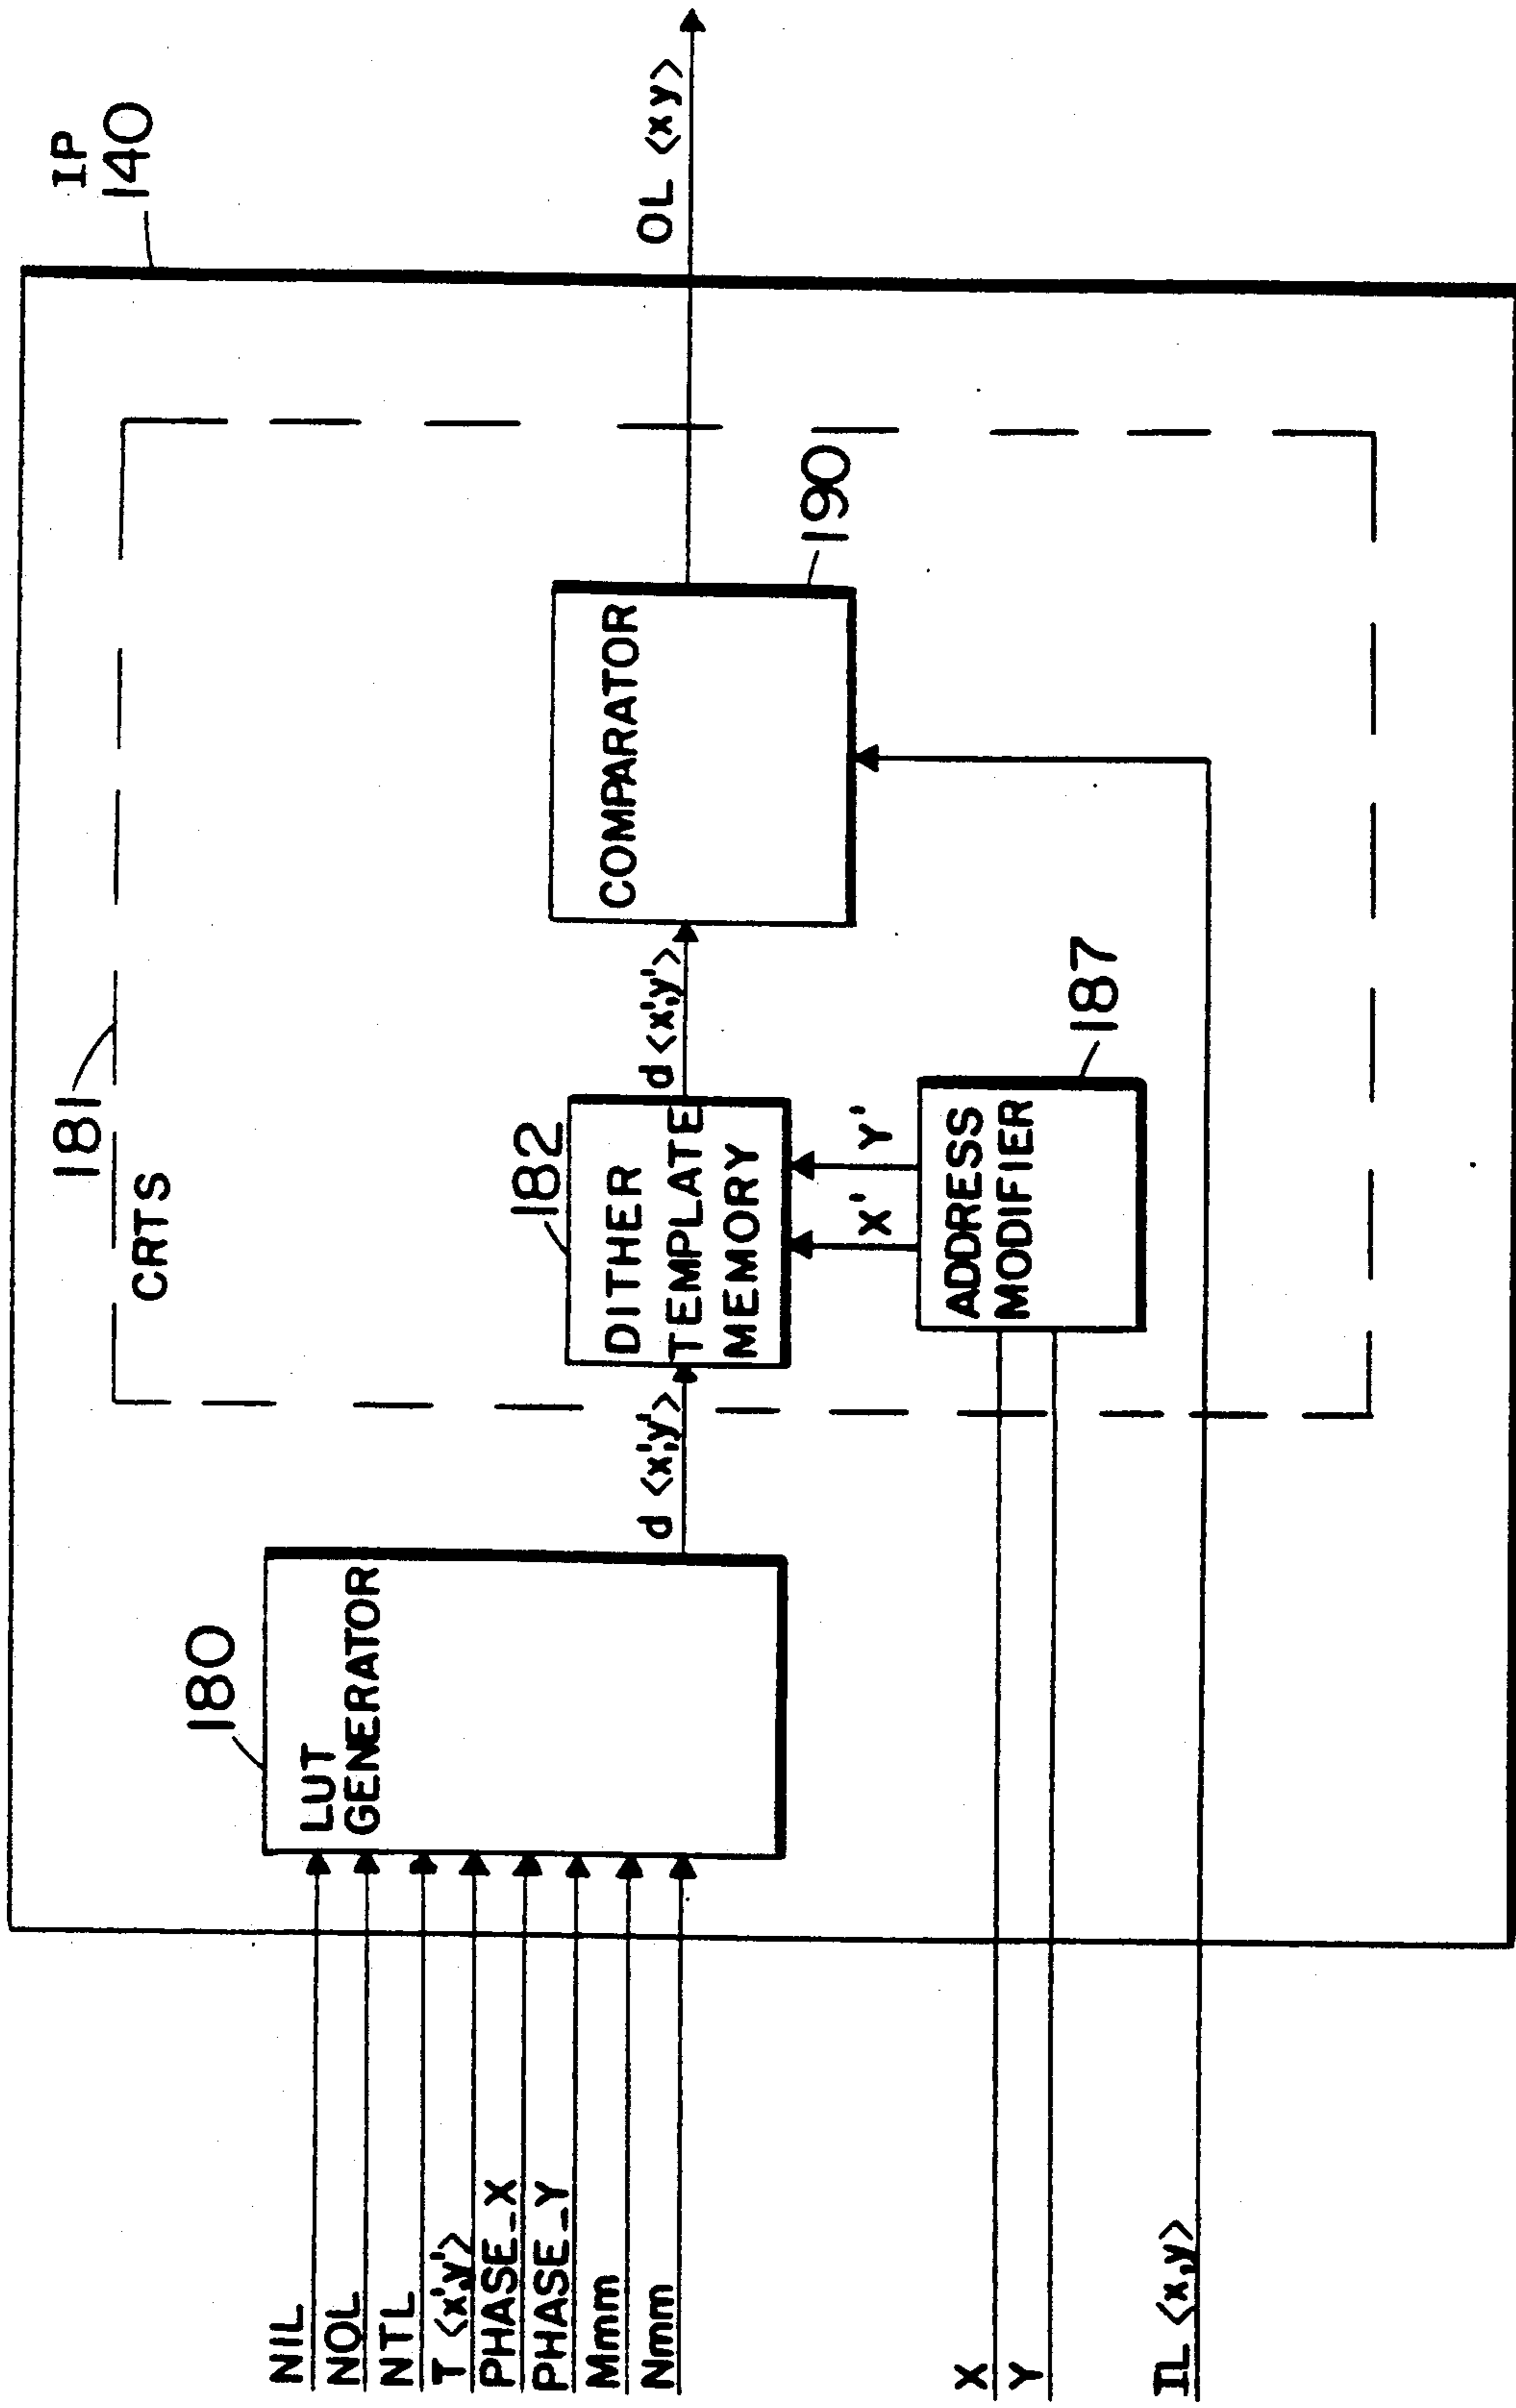 IP
140
181
CRTS
180
LUT
GENERATOR
NIL
NOL
NTL
T <x',y'>
PHASE_X
PHASE_Y
Mmm
Nmm
d <x',y'>
182
DITHER
TEMPLATE
MEMORY
d <x',y'>
COMPARATOR
190
OL <xy>
X'
Y'
ADDRESS
MODIFIER
187
X
Y
IL <x,y>